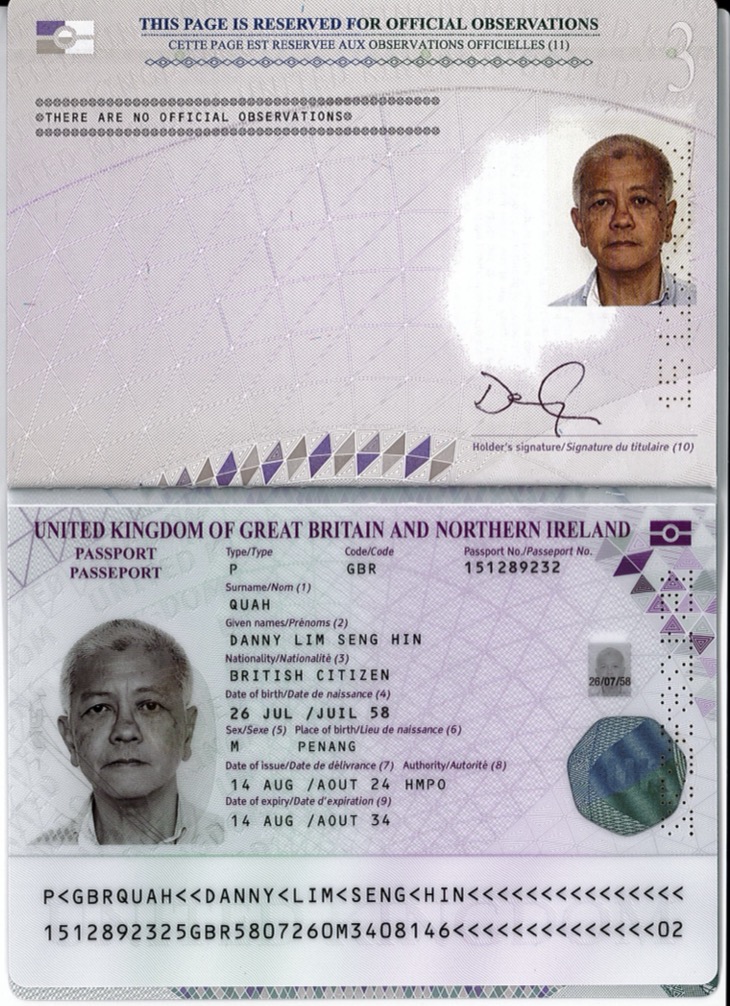 THIS PAGE IS RESERVED FOR OFFICIAL OBSERVATIONS
CETTE PAGE EST RESERVEE AUX OBSERVATIONS OFFICIELLES (11)
3
THERE ARE NO OFFICIAL OBSERVATIONS
Holder's signature/Signature du titulaire (10)
UNITED KINGDOM OF GREAT BRITAIN AND NORTHERN IRELAND
PASSPORT
PASSEPORT
Type/Type Code/Code Passport No./Passeport No.
P GBR 151289232
Surname/Nom (1)
QUAH
Given names/Prénoms (2)
DANNY LIM SENG HIN
Nationality/Nationalité (3)
BRITISH CITIZEN
Date of birth/Date de naissance (4)
26 JUL /JUIL 58
26/07/58
Sex/Sexe (5) Place of birth/Lieu de naissance (6)
M PENANG
Date of issue/Date de délivrance (7) Authority/Autorité (8)
14 AUG /AOUT 24 HMPO
Date of expiry/Date d'expiration (9)
14 AUG /AOUT 34
P<GBRQUAH<<DANNY<LIM<SENG<HIN<<<<<<<<<<<<<<<
1512892325GBR5807260M3408146<<<<<<<<<<<<<<02